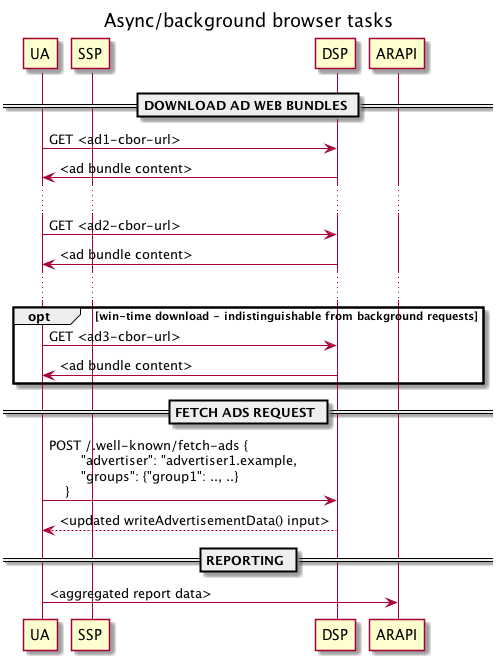 Async/background browser tasks
UA SSP DSP ARAPI
DOWNLOAD AD WEB BUNDLES
GET <ad1-cbor-url>
<ad bundle content>
GET <ad2-cbor-url>
<ad bundle content>
opt [win-time download - indistinguishable from background requests]
GET <ad3-cbor-url>
<ad bundle content>
FETCH ADS REQUEST
POST /.well-known/fetch-ads {
"advertiser": "advertiser1.example,
"groups": {"group1": .., ..}
}
<updated writeAdvertisementData() input>
REPORTING
<aggregated report data>
UA SSP DSP ARAPI